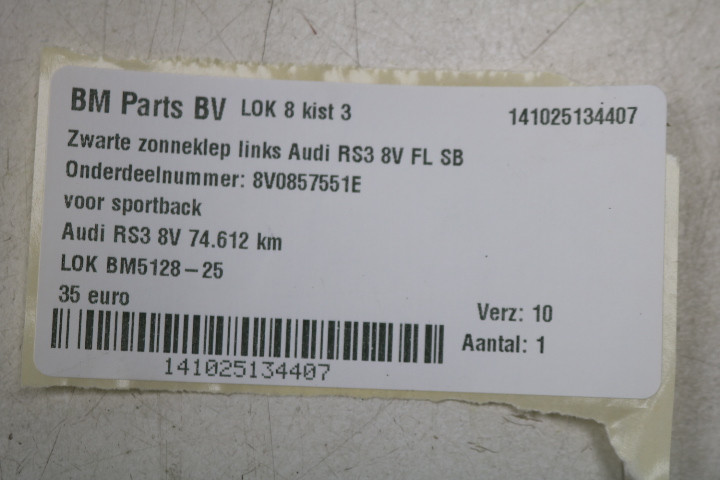 BM Parts BV LOK 8 kist 3 141025134407
Zwarte zonneklep links Audi RS3 8V FL SB
Onderdeelnummer: 8V0857551E
voor sportback
Audi RS3 8V 74.612 km
LOK BM5128-25
35 euro
Verz: 10
Aantal: 1
141025134407